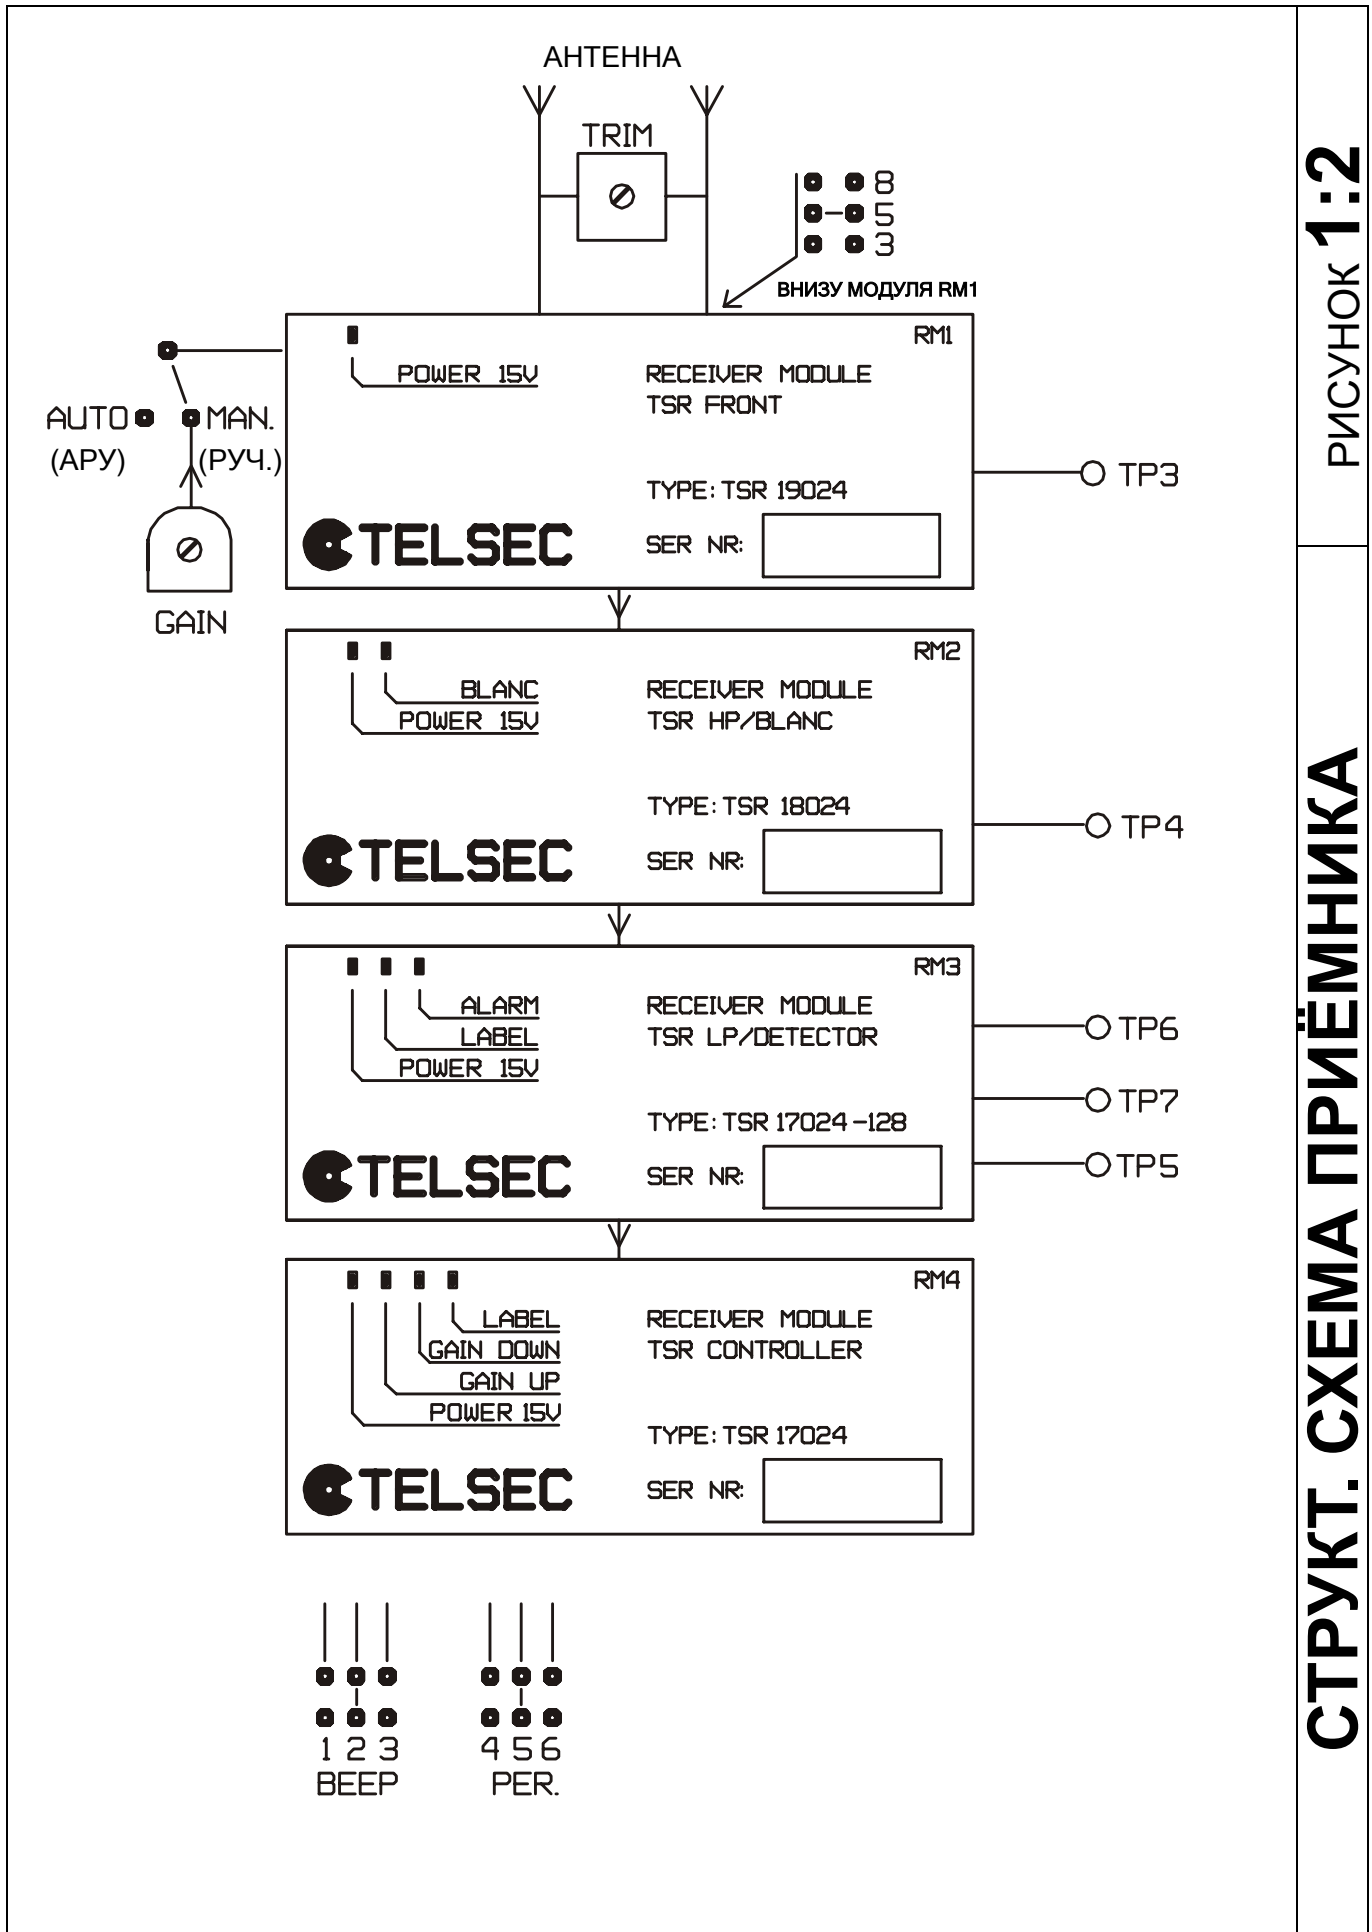 АНТЕННА
TRIM
8
5
3
ВНИЗУ МОДУЛЯ RM1
AUTO
MAN.
(АРУ)
(РУЧ.)
GAIN
RM1
POWER 15V
RECEIVER MODULE
TSR FRONT
TYPE: TSR 19024
TELSEC
SER NR:
TP3
RM2
BLANC
POWER 15V
RECEIVER MODULE
TSR HP/BLANC
TYPE: TSR 18024
TELSEC
SER NR:
TP4
RM3
ALARM
LABEL
POWER 15V
RECEIVER MODULE
TSR LP/DETECTOR
TYPE: TSR 17024-128
TELSEC
SER NR:
TP6
TP7
TP5
RM4
LABEL
GAIN DOWN
GAIN UP
POWER 15V
RECEIVER MODULE
TSR CONTROLLER
TYPE: TSR 17024
TELSEC
SER NR:
1 2 3
BEEP
4 5 6
PER.
РИСУНОК 1:2
СТРУКТ. СХЕМА ПРИЁМНИКА